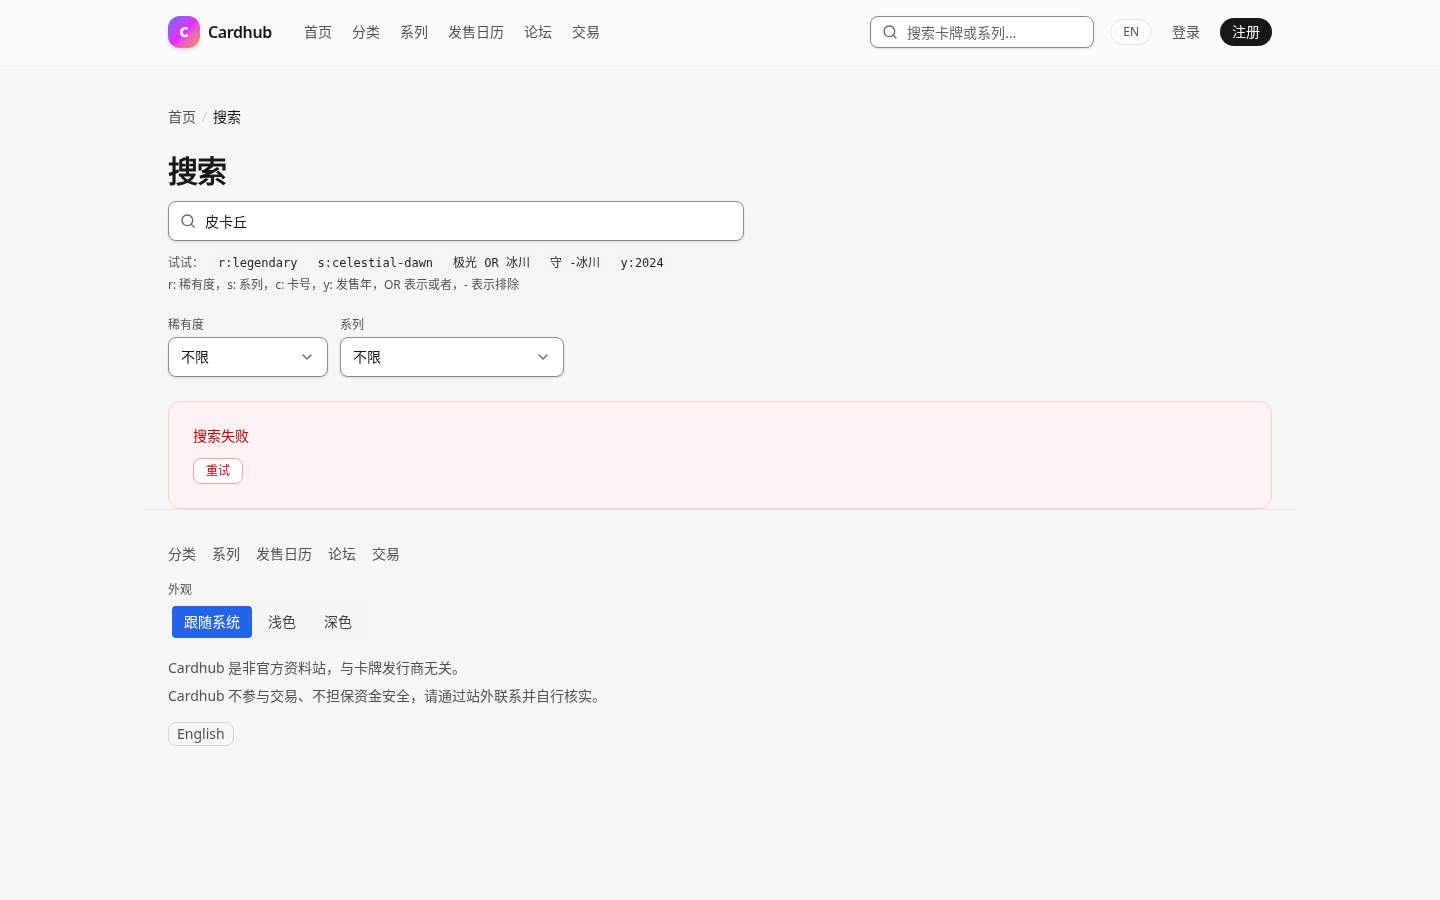 C Cardhub 首页 分类 系列 发售日历 论坛 交易 搜索卡牌或系列... EN 登录 注册
首页 / 搜索
搜索
皮卡丘
试试: r:legendary s:celestial-dawn 极光 OR 冰川 守 -冰川 y:2024
r: 稀有度，s: 系列，c: 卡号，y: 发售年，OR 表示或者，- 表示排除
稀有度 系列
不限 不限
搜索失败
重试
分类 系列 发售日历 论坛 交易
外观
跟随系统 浅色 深色
Cardhub 是非官方资料站，与卡牌发行商无关。
Cardhub 不参与交易、不担保资金安全，请通过站外联系并自行核实。
English